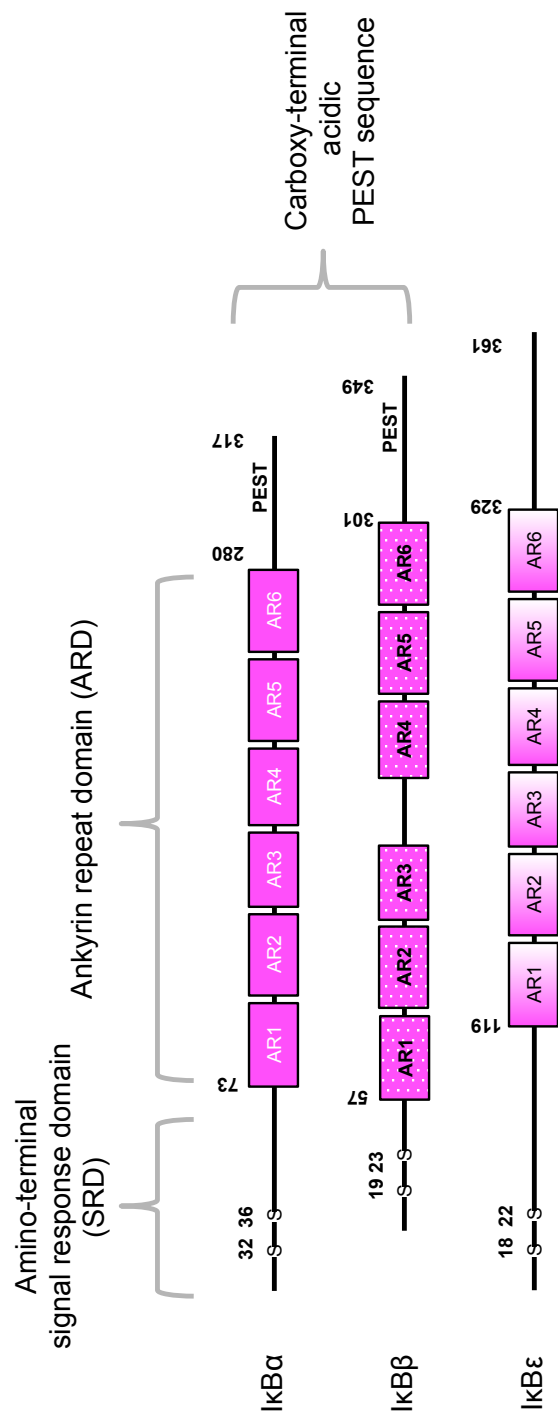 Amino-terminal
signal response domain
(SRD)
Ankyrin repeat domain (ARD)
Carboxy-terminal
acidic
PEST sequence
IκBα
32 36
S S
73
AR1 AR2 AR3 AR4 AR5 AR6
280
PEST
317
IκBβ
19 23
S S
57
AR1 AR2 AR3 AR4 AR5 AR6
301
PEST
349
IκBε
18 22
S S
119
AR1 AR2 AR3 AR4 AR5 AR6
329
361